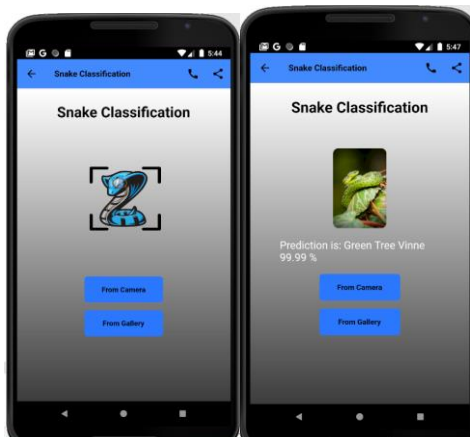 5:44
Snake Classification
Snake Classification
From Camera
From Gallery
5:47
Snake Classification
Snake Classification
Prediction is: Green Tree Vinne
99.99 %
From Camera
From Gallery